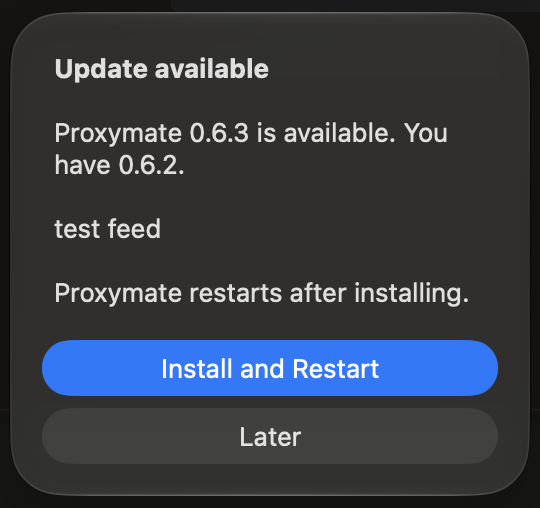 Update available
Proxymate 0.6.3 is available. You
have 0.6.2.
test feed
Proxymate restarts after installing.
Install and Restart
Later